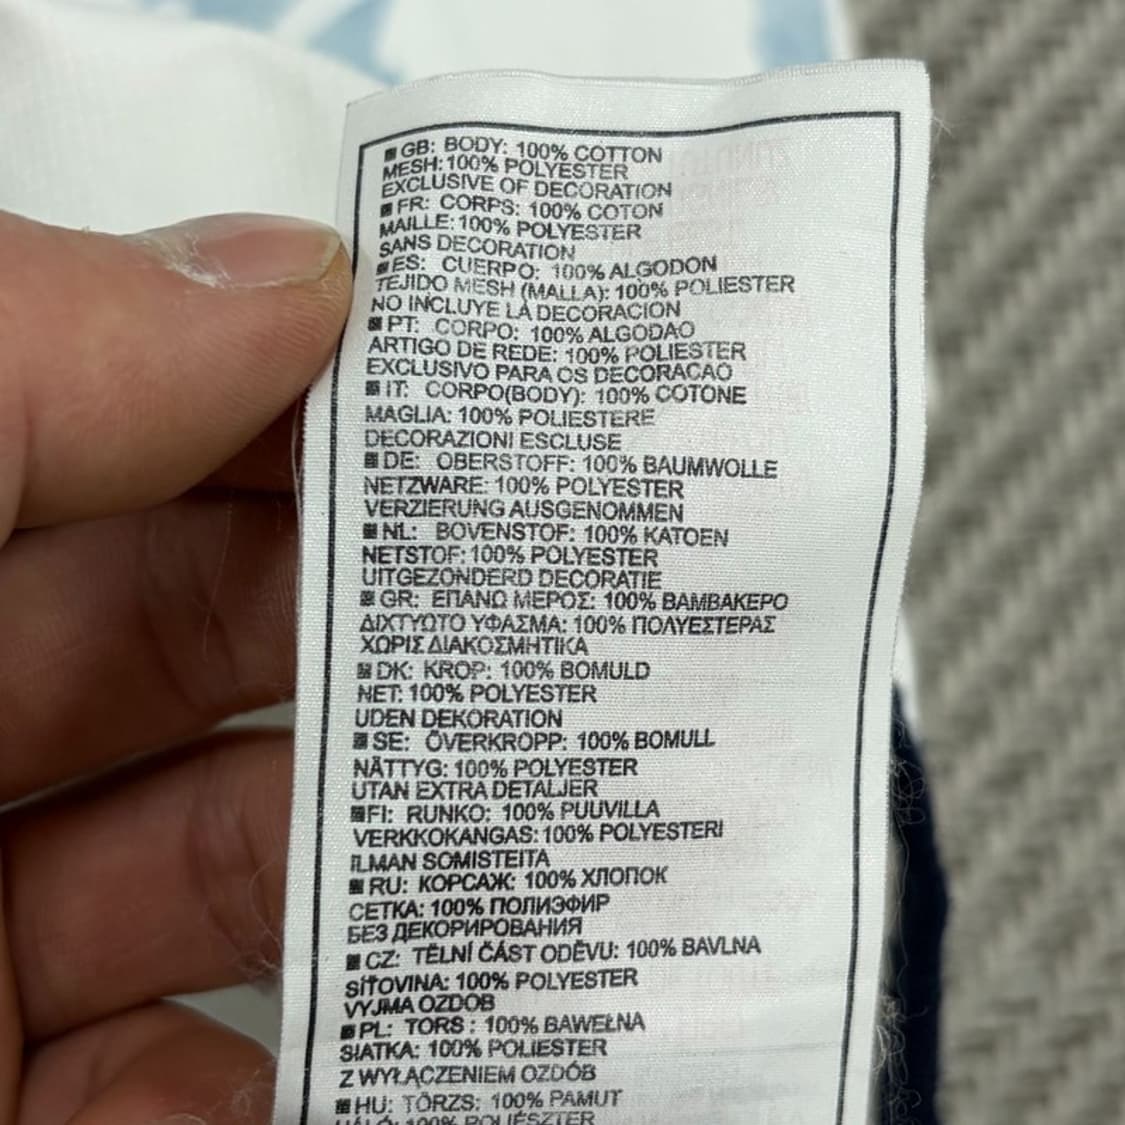 GB: BODY: 100% COTTON
MESH: 100% POLYESTER
EXCLUSIVE OF DECORATION
FR: CORPS: 100% COTON
MAILLE: 100% POLYESTER
SANS DECORATION
ES: CUERPO: 100% ALGODON
TEJIDO MESH (MALLA): 100% POLIESTER
NO INCLUYE LA DECORACION
PT: CORPO: 100% ALGODAO
ARTIGO DE REDE: 100% POLIESTER
EXCLUSIVO PARA OS DECORACAO
IT: CORPO(BODY): 100% COTONE
MAGLIA: 100% POLIESTERE
DECORAZIONI ESCLUSE
DE: OBERSTOFF: 100% BAUMWOLLE
NETZWARE: 100% POLYESTER
VERZIERUNG AUSGENOMMEN
NL: BOVENSTOF: 100% KATOEN
NETSTOF: 100% POLYESTER
UITGEZONDERD DECORATIE
GR: ΕΠΑΝΩ ΜΕΡΟΣ: 100% ΒΑΜΒΑΚΕΡΟ
ΔΙΧΤΥΩΤΟ ΥΦΑΣΜΑ: 100% ΠΟΛΥΕΣΤΕΡΑΣ
ΧΩΡΙΣ ΔΙΑΚΟΣΜΗΤΙΚΑ
DK: KROP: 100% BOMULD
NET: 100% POLYESTER
UDEN DEKORATION
SE: ÖVERKROPP: 100% BOMULL
NÄTTYG: 100% POLYESTER
UTAN EXTRA DETALJER
FI: RUNKO: 100% PUUVILLA
VERKKOKANGAS: 100% POLYESTERI
ILMAN SOMISTEITA
RU: КОРСАЖ: 100% ХЛОПОК
СЕТКА: 100% ПОЛИЭФИР
БЕЗ ДЕКОРИРОВАНИЯ
CZ: TĚLNÍ ČÁST ODĚVU: 100% BAVLNA
SÍŤOVINA: 100% POLYESTER
VYJMA OZDOB
PL: TORS : 100% BAWEŁNA
SIATKA: 100% POLIESTER
Z WYŁĄCZENIEM OZDÓB
HU: TÖRZS: 100% PAMUT
HÁLÓ: 100% POLIÉSZTER